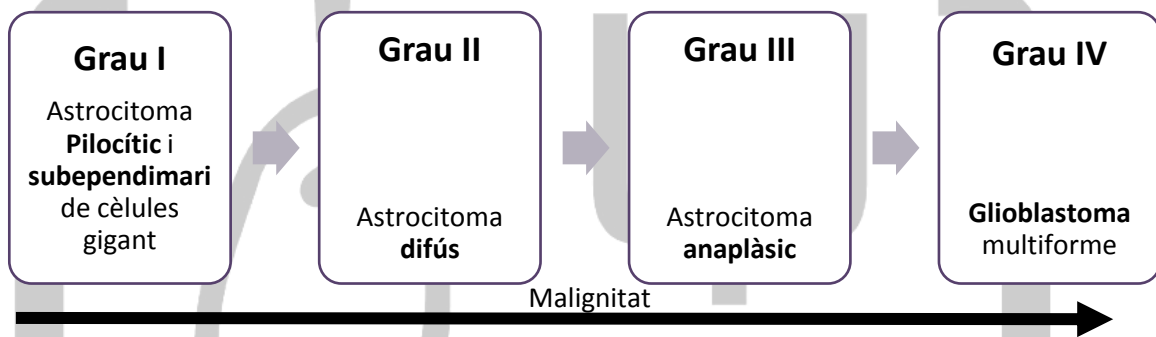 Grau I
Astrocitoma
Pilocític i
subependimari
de cèlules
gigant
Grau II
Astrocitoma
difús
Grau III
Astrocitoma
anaplàsic
Grau IV
Glioblastoma
multiforme
Malignitat